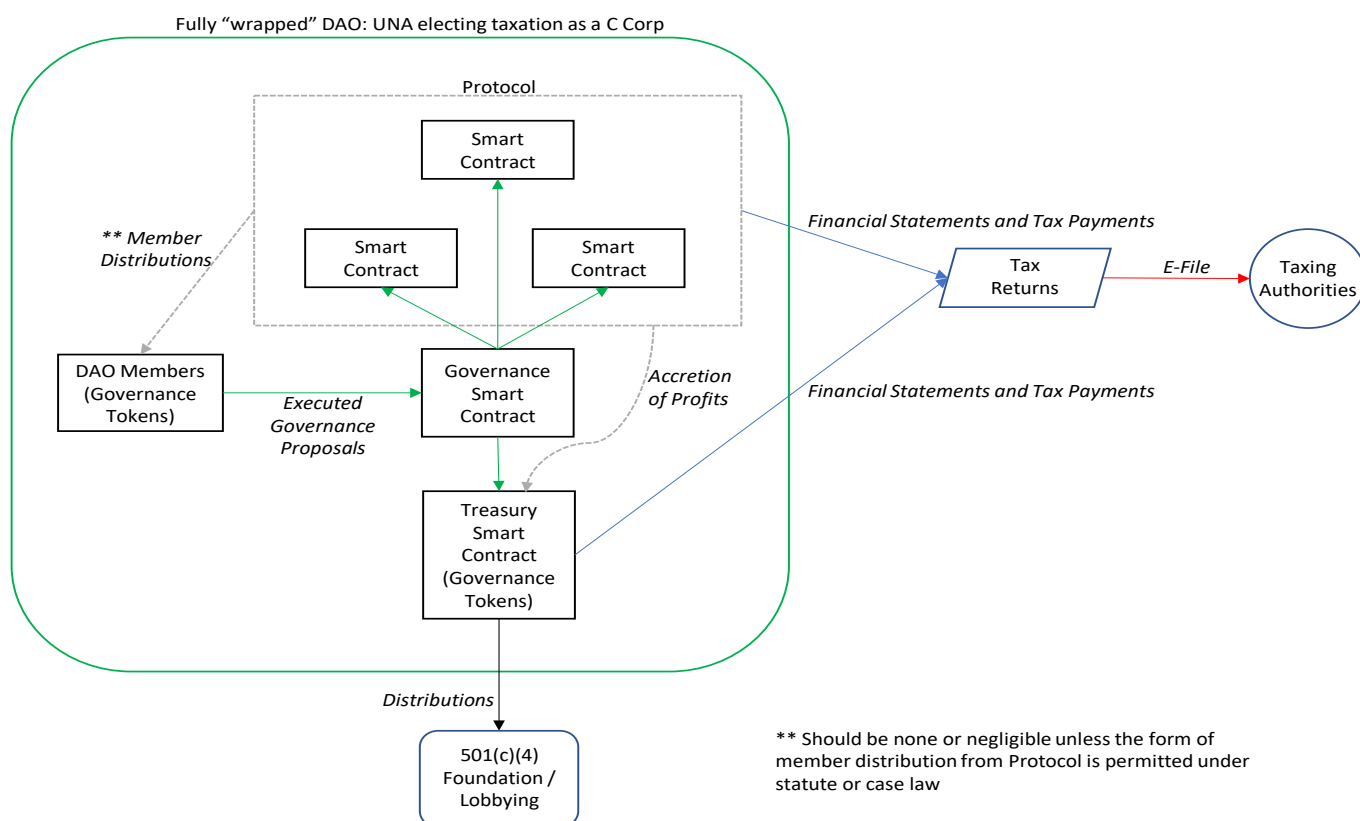 Fully “wrapped” DAO: UNA electing taxation as a C Corp
Protocol
Smart
Contract
** Member
Distributions
Smart
Contract
Smart
Contract
Financial Statements and Tax Payments
Tax
Returns
E-File
Taxing
Authorities
DAO Members
(Governance
Tokens)
Executed
Governance
Proposals
Governance
Smart
Contract
Accretion
of Profits
Financial Statements and Tax Payments
Treasury
Smart
Contract
(Governance
Tokens)
Distributions
501(c)(4)
Foundation /
Lobbying
** Should be none or negligible unless the form of
member distribution from Protocol is permitted under
statute or case law